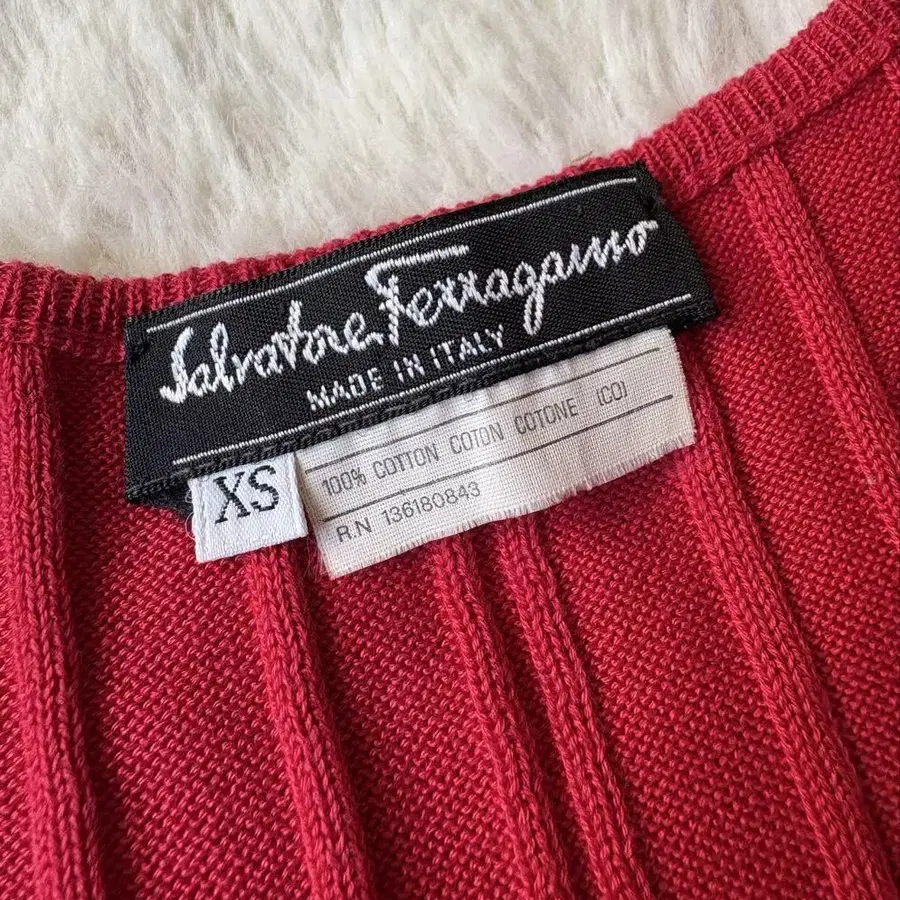 Salvatore Ferragamo
MADE IN ITALY
XS
100% COTTON COTON COTONE (CO)
R.N 136180843